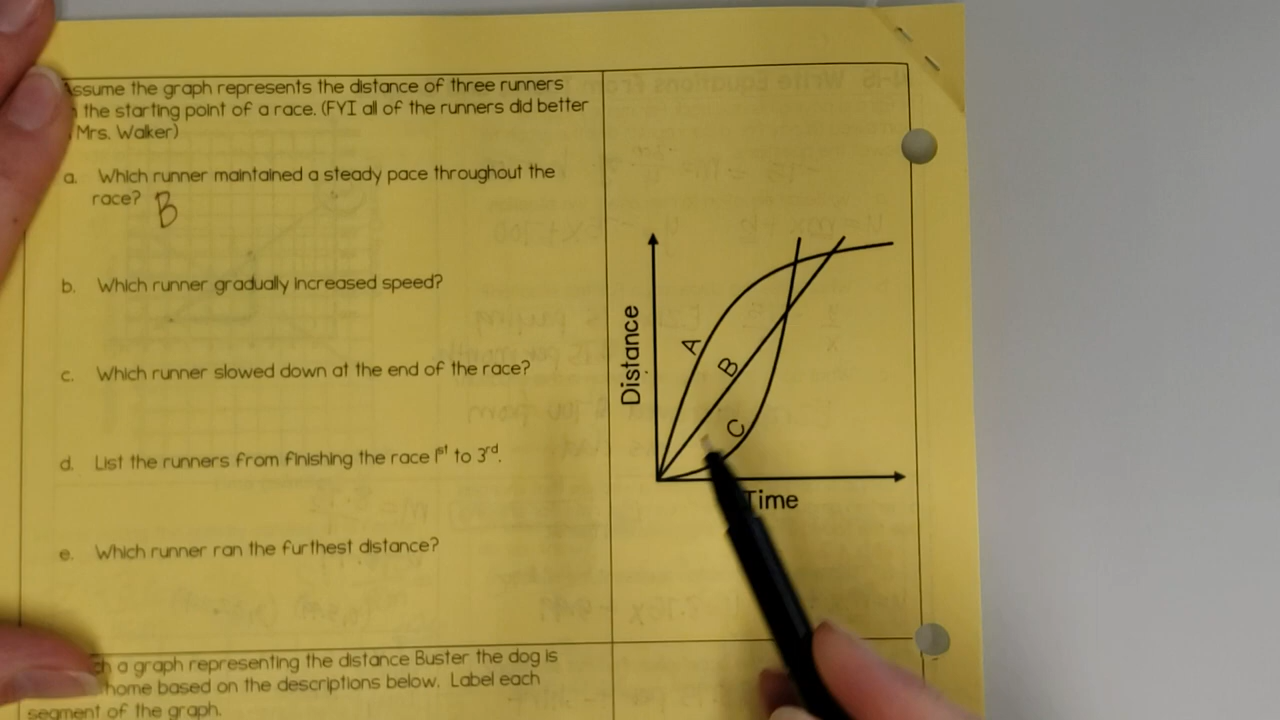 ssume the graph represents the distance of three runners
the starting point of a race. (FYI all of the runners did better
Mrs. Walker)
a. Which runner maintained a steady pace throughout the
race? B
b. Which runner gradually increased speed?
c. Which runner slowed down at the end of the race?
d. List the runners from finishing the race 1st to 3rd.
e. Which runner ran the furthest distance?
Distance
A
B
C
Time
h a graph representing the distance Buster the dog is
home based on the descriptions below. Label each
segment of the graph.